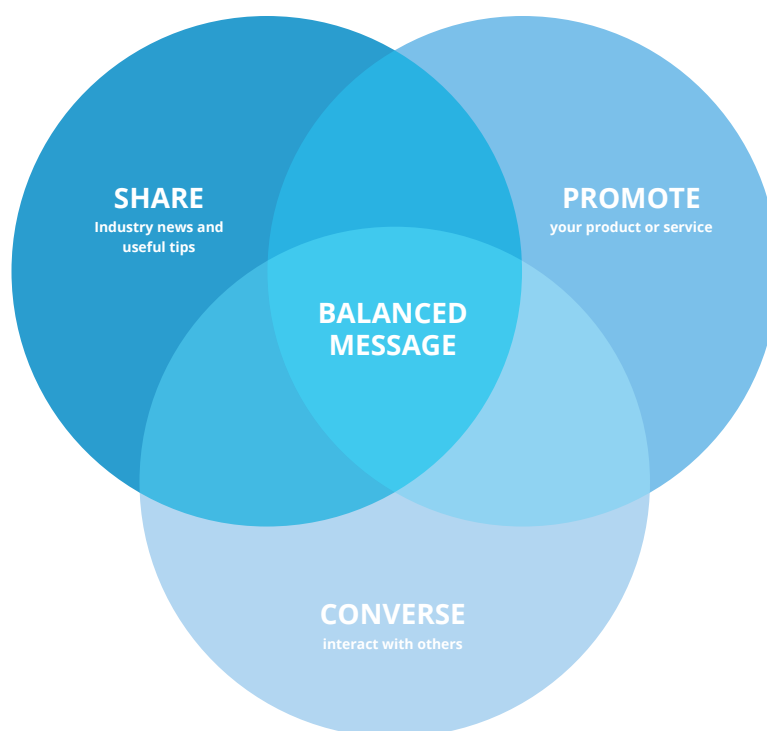 SHARE
Industry news and
useful tips
PROMOTE
your product or service
BALANCED
MESSAGE
CONVERSE
interact with others